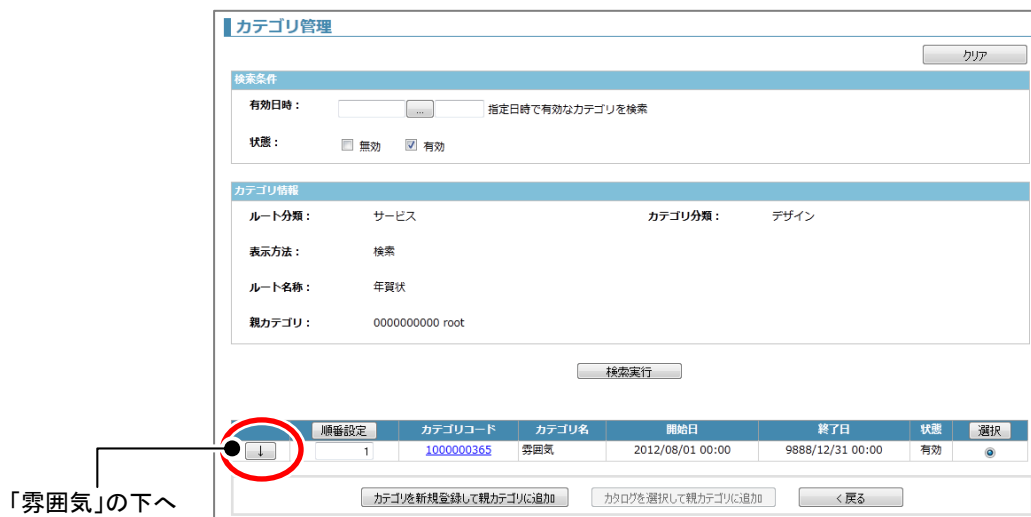 カテゴリ管理
クリア
検索条件
有効日時： ... 指定日時で有効なカテゴリを検索
状態： 無効 有効
カテゴリ情報
ルート分類： サービス カテゴリ分類： デザイン
表示方法： 検索
ルート名称： 年賀状
親カテゴリ： 0000000000 root
検索実行
順番設定 カテゴリコード カテゴリ名 開始日 終了日 状態 選択
↓ 1 1000000365 雰囲気 2012/08/01 00:00 9888/12/31 00:00 有効
「雰囲気」の下へ
カテゴリを新規登録して親カテゴリに追加 カタログを選択して親カテゴリに追加 < 戻る